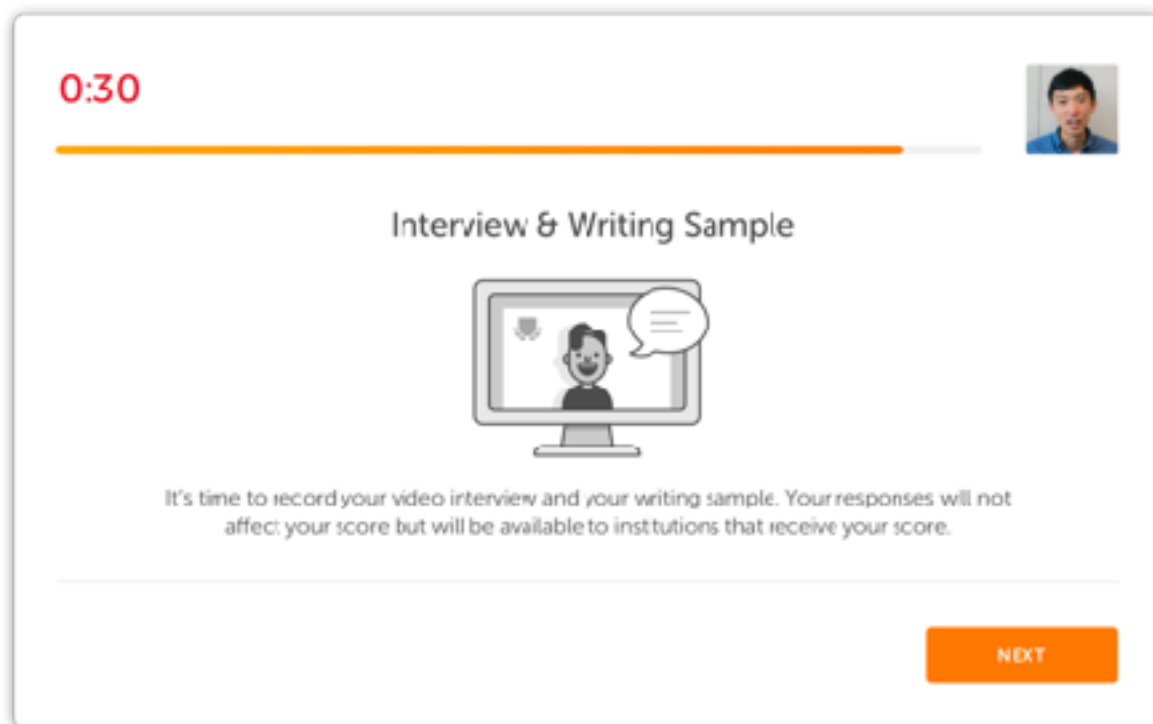 0:30
Interview & Writing Sample
It's time to record your video interview and your writing sample. Your responses will not
affect your score but will be available to institutions that receive your score.
NEXT